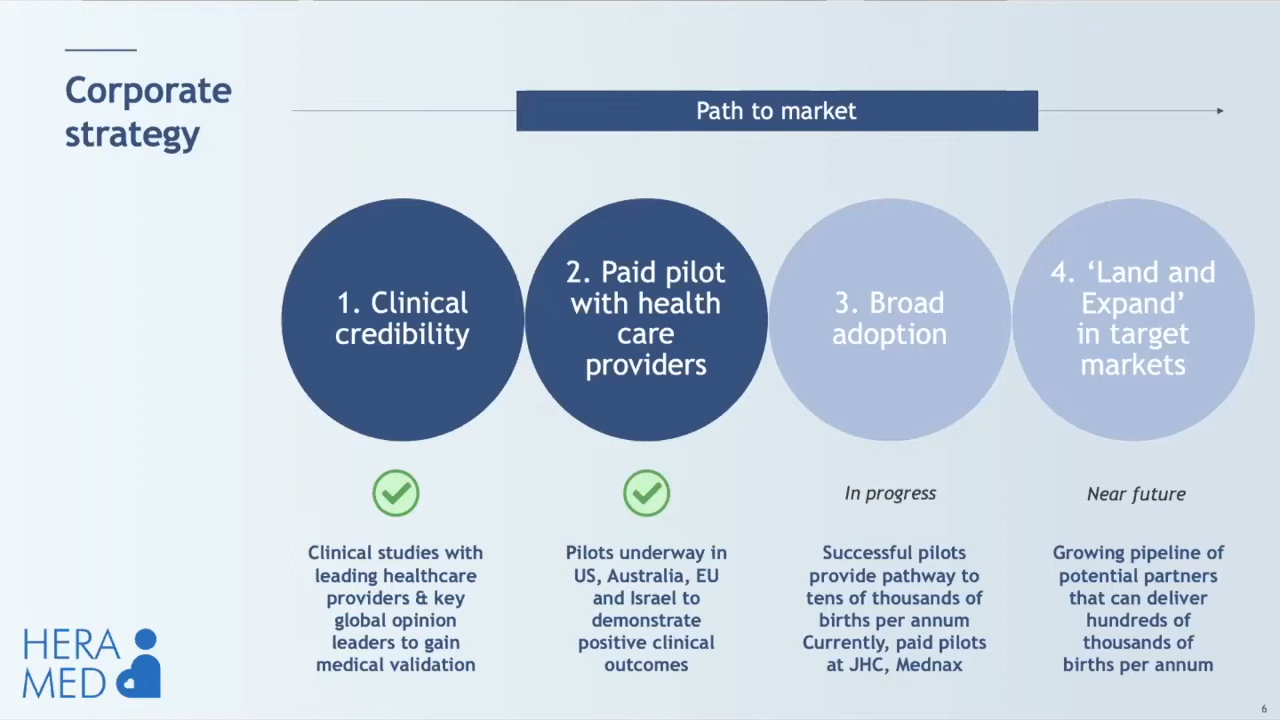 Corporate
strategy
Path to market
1. Clinical
credibility
2. Paid pilot
with health
care
providers
3. Broad
adoption
4. ‘Land and
Expand’
in target
markets
In progress
Near future
Clinical studies with
leading healthcare
providers & key
global opinion
leaders to gain
medical validation
Pilots underway in
US, Australia, EU
and Israel to
demonstrate
positive clinical
outcomes
Successful pilots
provide pathway to
tens of thousands of
births per annum
Currently, paid pilots
at JHC, Mednax
Growing pipeline of
potential partners
that can deliver
hundreds of
thousands of
births per annum
HERA
MED
6